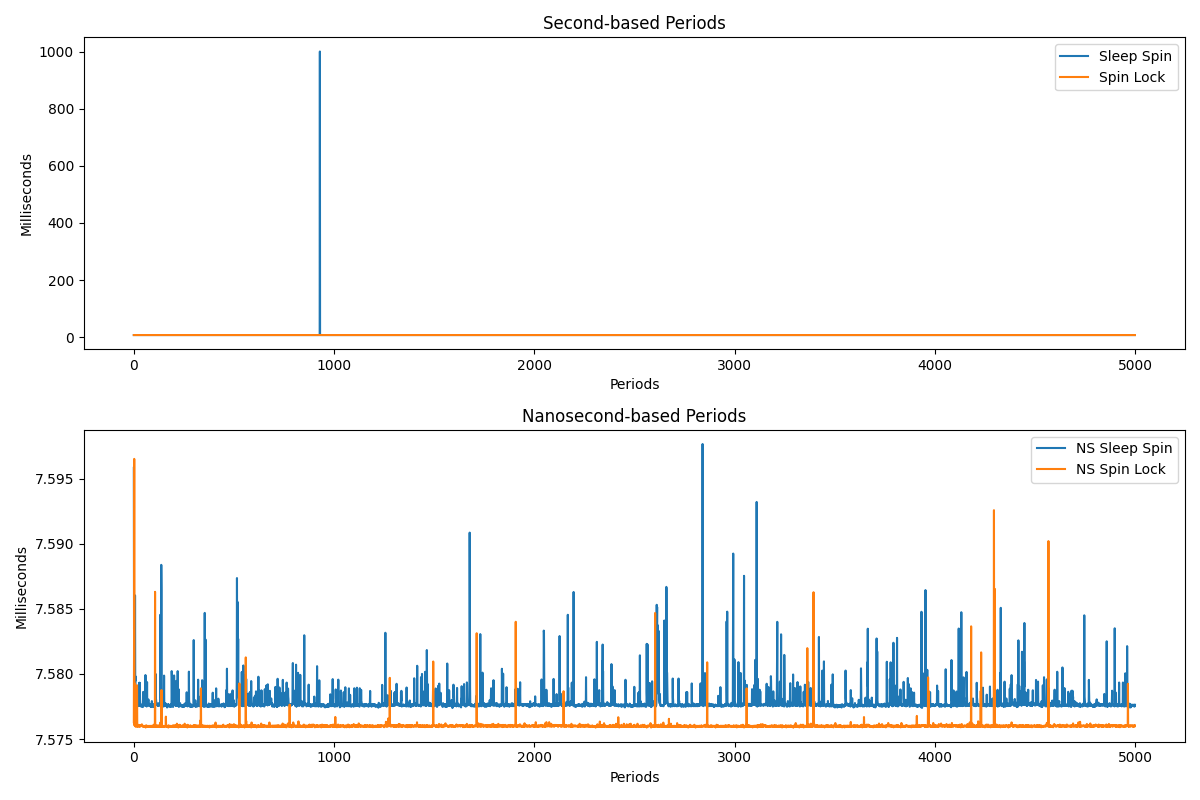 Second-based Periods
1000
800
600
400
200
0
Milliseconds
Sleep Spin
Spin Lock
0 1000 2000 3000 4000 5000
Periods
Nanosecond-based Periods
7.595
7.590
7.585
7.580
7.575
Milliseconds
NS Sleep Spin
NS Spin Lock
0 1000 2000 3000 4000 5000
Periods